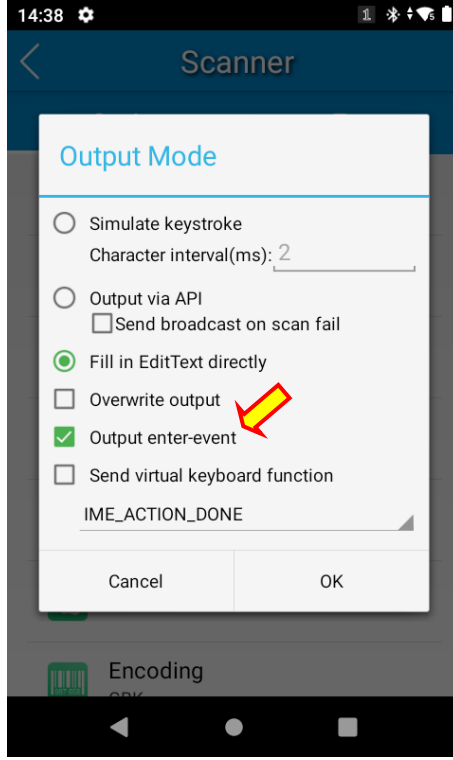 14:38
Scanner
Output Mode
Simulate keystroke
Character interval(ms): 2
Output via API
Send broadcast on scan fail
Fill in EditText directly
Overwrite output
Output enter-event
Send virtual keyboard function
IME_ACTION_DONE
Cancel OK
Encoding